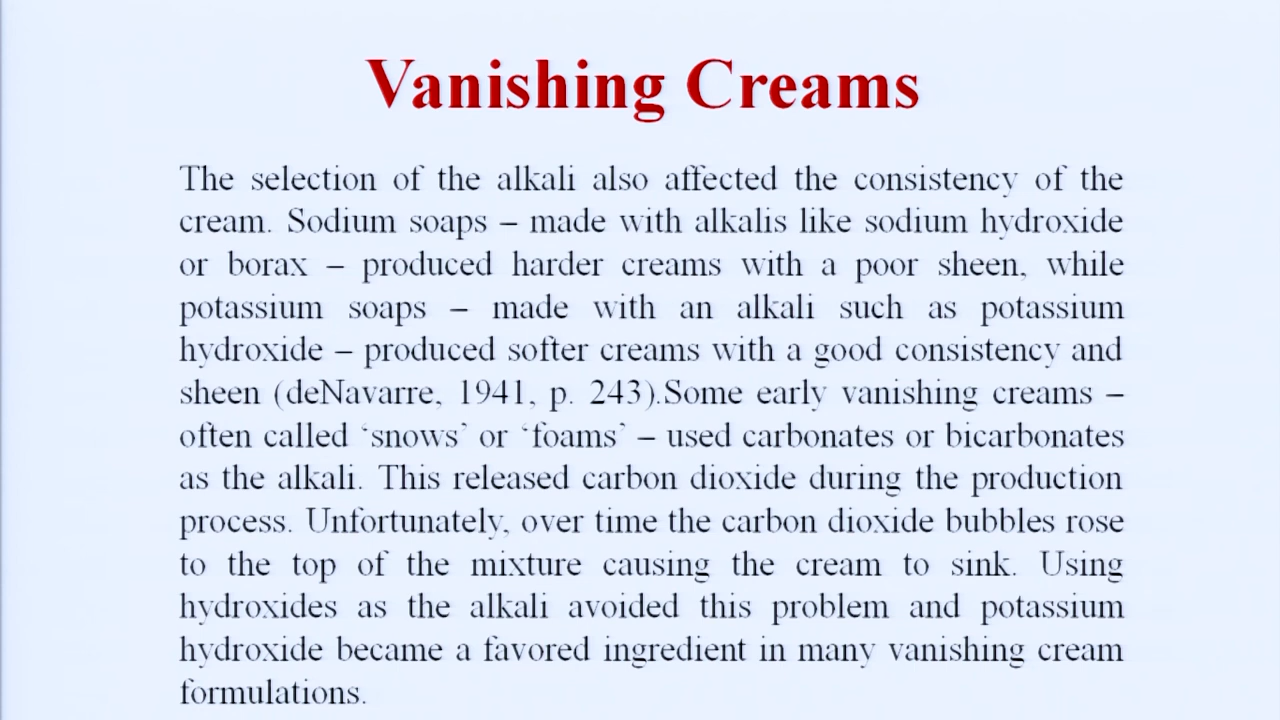 Vanishing Creams
The selection of the alkali also affected the consistency of the
cream. Sodium soaps – made with alkalis like sodium hydroxide
or borax – produced harder creams with a poor sheen, while
potassium soaps – made with an alkali such as potassium
hydroxide – produced softer creams with a good consistency and
sheen (deNavarre, 1941, p. 243).Some early vanishing creams –
often called ‘snows’ or ‘foams’ – used carbonates or bicarbonates
as the alkali. This released carbon dioxide during the production
process. Unfortunately, over time the carbon dioxide bubbles rose
to the top of the mixture causing the cream to sink. Using
hydroxides as the alkali avoided this problem and potassium
hydroxide became a favored ingredient in many vanishing cream
formulations.